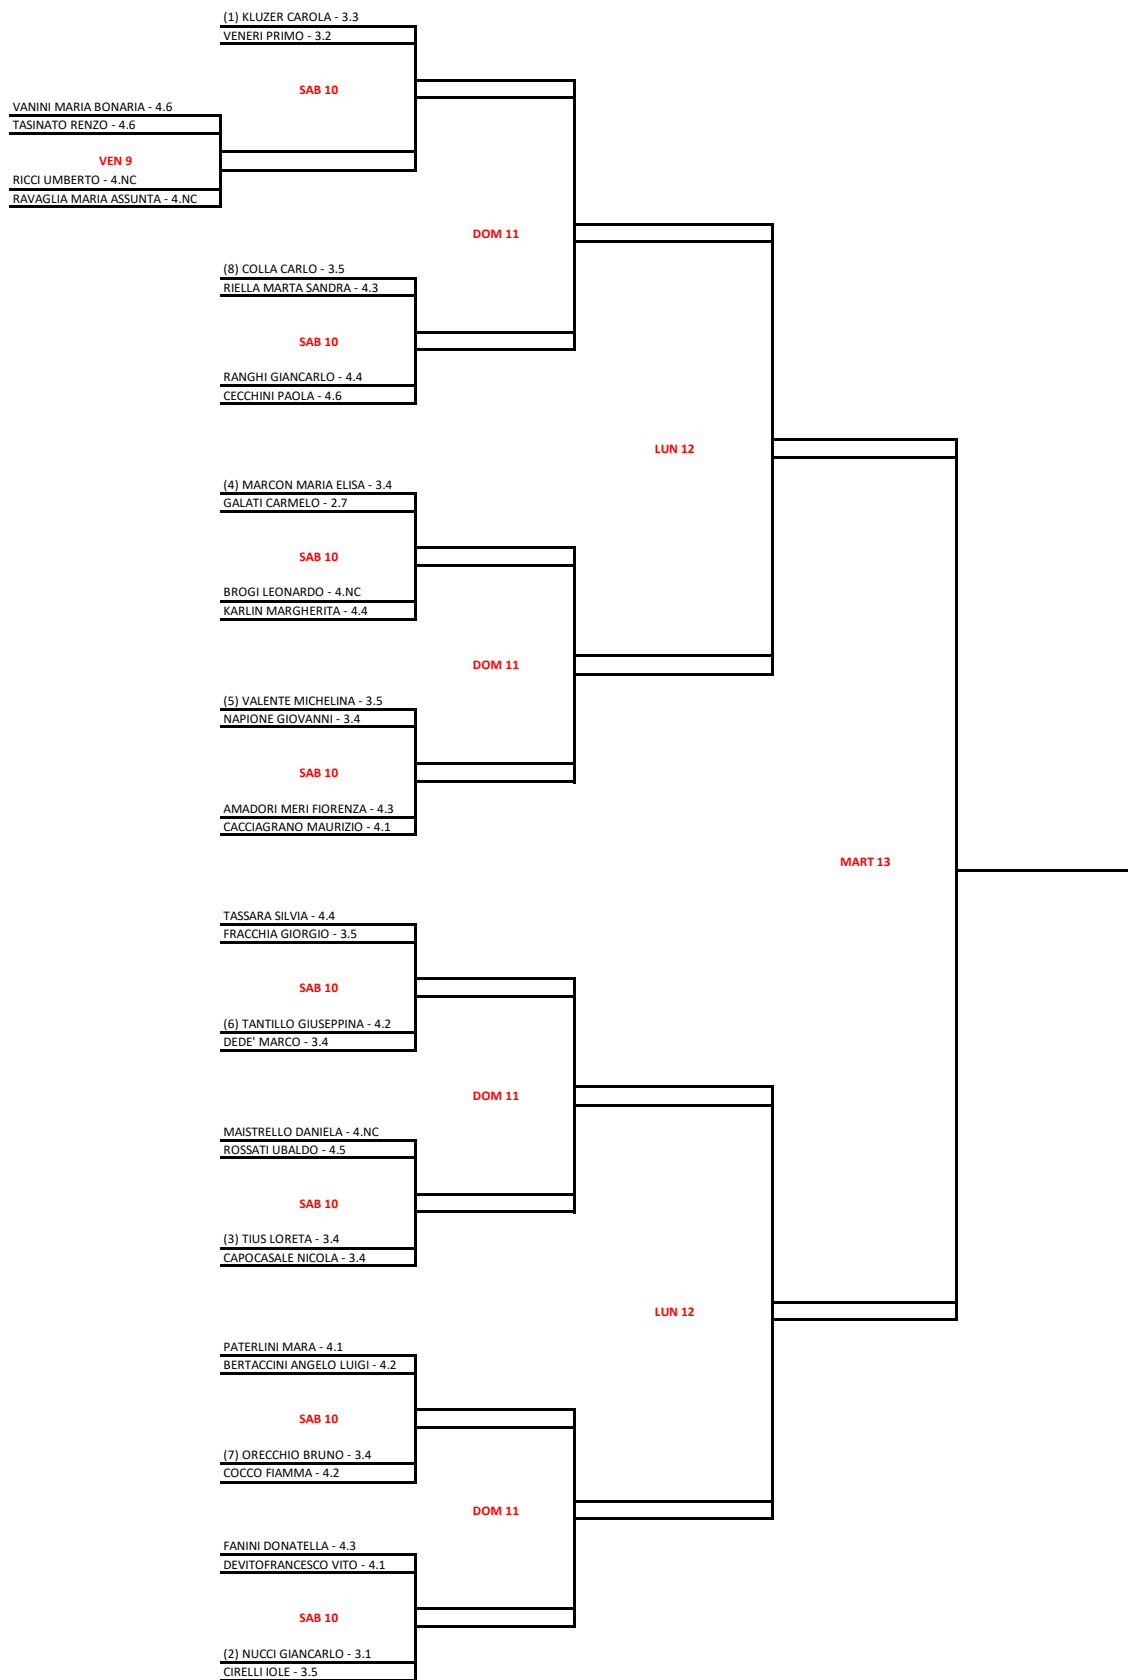 (1) KLUZER CAROLA - 3.3
VENERI PRIMO - 3.2
SAB 10
VANINI MARIA BONARIA - 4.6
TASINATO RENZO - 4.6
VEN 9
RICCI UMBERTO - 4.NC
RAVAGLIA MARIA ASSUNTA - 4.NC
DOM 11
(8) COLLA CARLO - 3.5
RIELLA MARTA SANDRA - 4.3
SAB 10
RANGHI GIANCARLO - 4.4
CECCHINI PAOLA - 4.6
LUN 12
(4) MARCON MARIA ELISA - 3.4
GALATI CARMELO - 2.7
SAB 10
BROGI LEONARDO - 4.NC
KARLIN MARGHERITA - 4.4
DOM 11
(5) VALENTE MICHELINA - 3.5
NAPIONE GIOVANNI - 3.4
SAB 10
AMADORI MERI FIORENZA - 4.3
CACCIAGRANO MAURIZIO - 4.1
MART 13
TASSARA SILVIA - 4.4
FRACCHIA GIORGIO - 3.5
SAB 10
(6) TANTILLO GIUSEPPINA - 4.2
DEDE' MARCO - 3.4
DOM 11
MAISTRELLO DANIELA - 4.NC
ROSSATI UBALDO - 4.5
SAB 10
(3) TIUS LORETA - 3.4
CAPOCASALE NICOLA - 3.4
LUN 12
PATERLINI MARA - 4.1
BERTACCINI ANGELO LUIGI - 4.2
SAB 10
(7) ORECCHIO BRUNO - 3.4
COCCO FIAMMA - 4.2
DOM 11
FANINI DONATELLA - 4.3
DEVITOFRANCESCO VITO - 4.1
SAB 10
(2) NUCCI GIANCARLO - 3.1
CIRELLI IOLE - 3.5